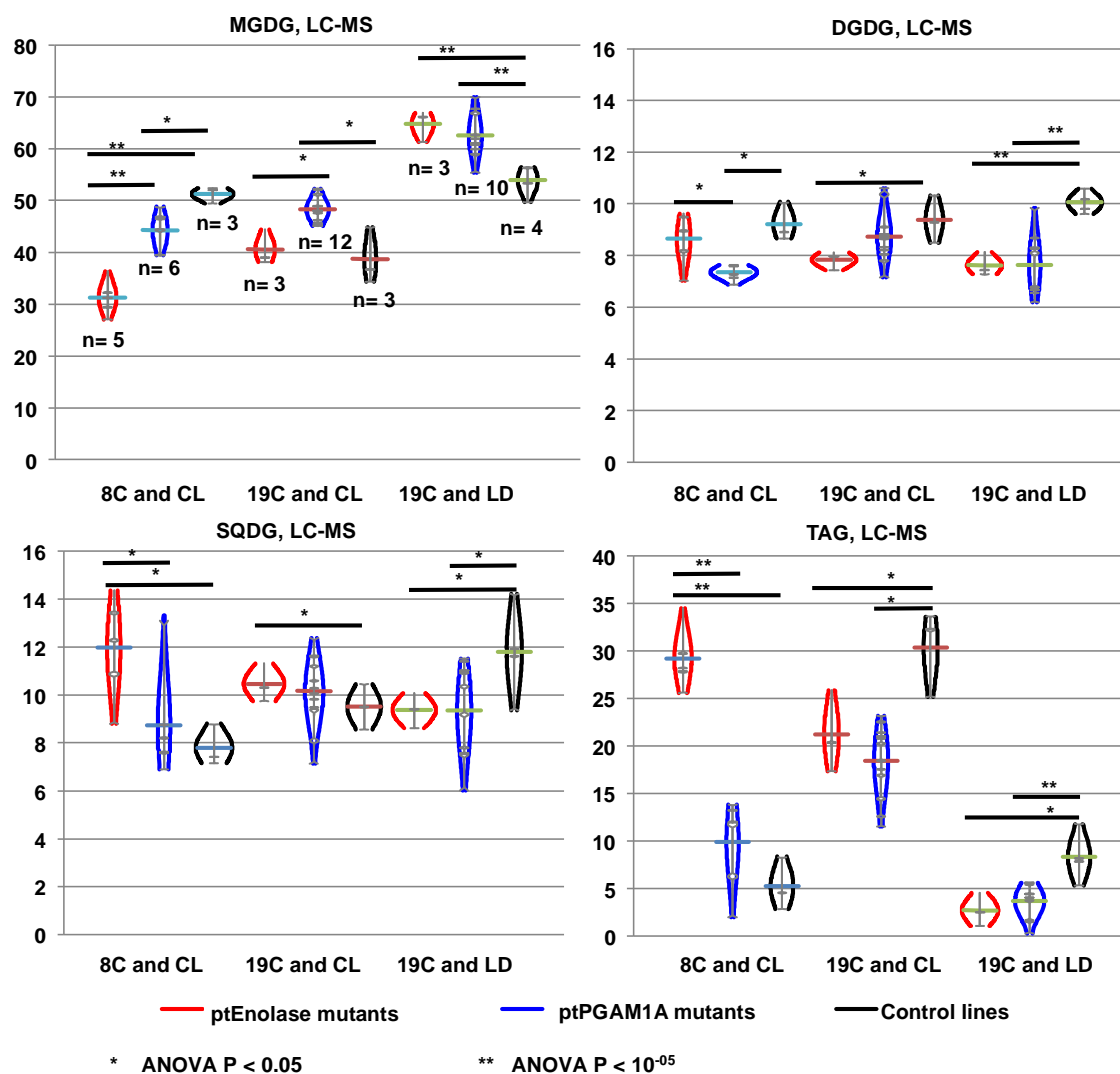 MGDG, LC-MS
80
70
60
50
40
30
20
10
0
** ** * ** ** * * ** **
n= 5
n= 6
n= 3
n= 3
n= 12
n= 3
n= 3
n= 10
n= 4
8C and CL 19C and CL 19C and LD
DGDG, LC-MS
16
14
12
10
8
6
4
2
0
* * * ** **
8C and CL 19C and CL 19C and LD
SQDG, LC-MS
16
14
12
10
8
6
4
2
0
* * * * *
8C and CL 19C and CL 19C and LD
TAG, LC-MS
40
35
30
25
20
15
10
5
0
** ** * * ** *
8C and CL 19C and CL 19C and LD
ptEnolase mutants ptPGAM1A mutants Control lines
* ANOVA P < 0.05 ** ANOVA P < 10⁻⁰⁵